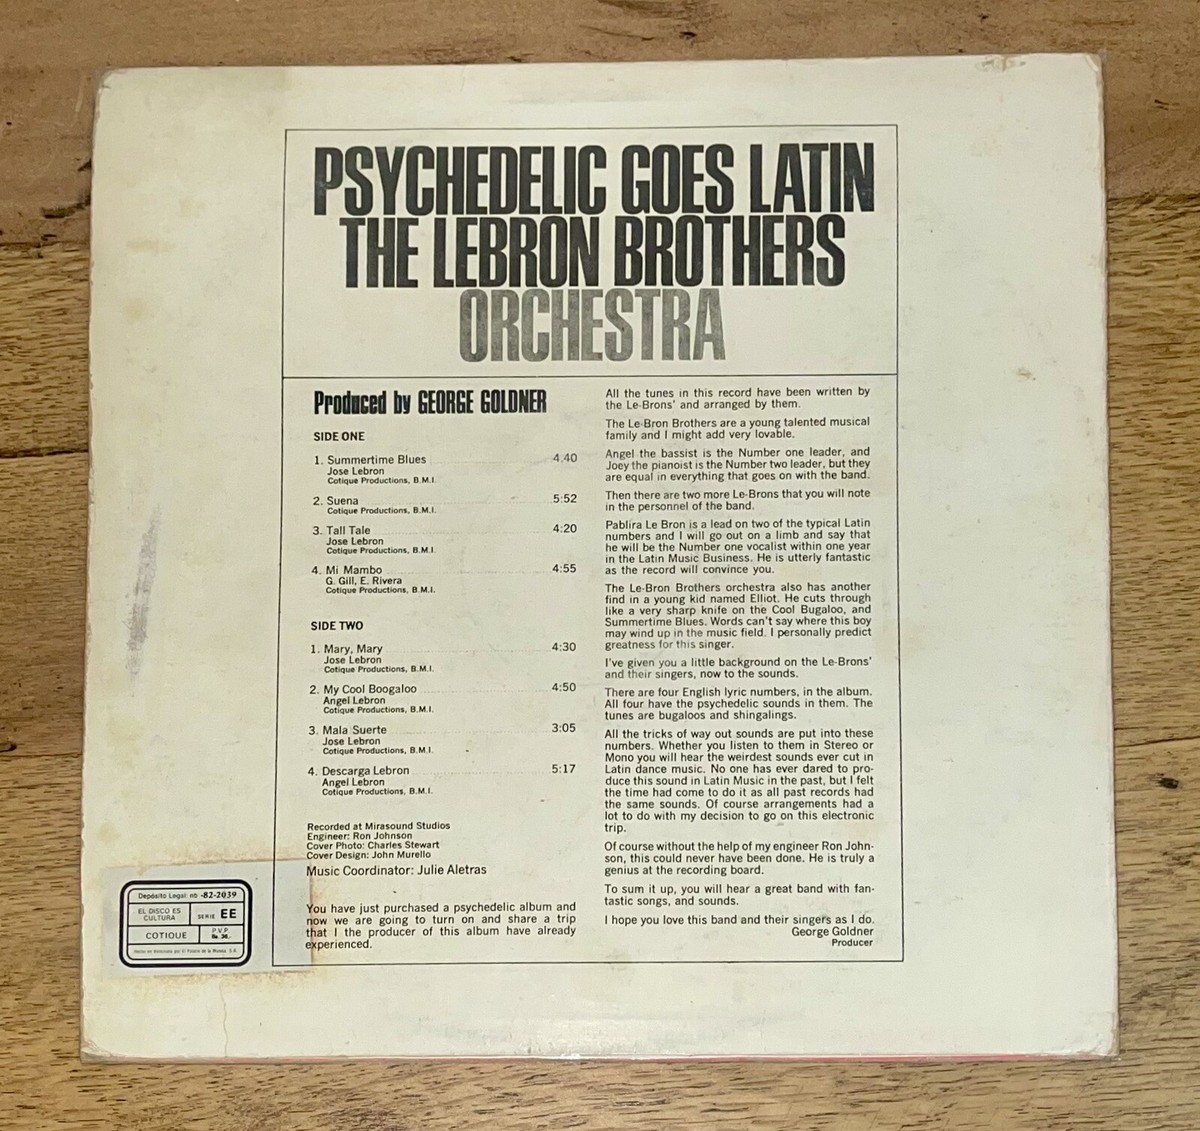 PSYCHEDELIC GOES LATIN
THE LEBRON BROTHERS
ORCHESTRA
Produced by GEORGE GOLDNER
SIDE ONE
1. Summertime Blues 4.40
Jose Lebron
Cotique Productions, B.M.I.
2. Suena 5:52
Cotique Productions, B.M.I.
3. Tall Tale 4:20
Jose Lebron
Cotique Productions, B.M.I.
4. Mi Mambo 4:55
G. Gill, E. Rivera
Cotique Productions, B.M.I.
SIDE TWO
1. Mary, Mary 4:30
Jose Lebron
Cotique Productions, B.M.I.
2. My Cool Boogaloo 4:50
Angel Lebron
Cotique Productions, B.M.I.
3. Mala Suerte 3:05
Jose Lebron
Cotique Productions, B.M.I.
4. Descarga Lebron 5:17
Angel Lebron
Cotique Productions, B.M.I.
Recorded at Mirasound Studios
Engineer: Ron Johnson
Cover Photo: Charles Stewart
Cover Design: John Murello
Music Coordinator: Julie Aletras
You have just purchased a psychedelic album and
now we are going to turn on and share a trip
that I the producer of this album have already
experienced.
All the tunes in this record have been written by
the Le-Brons' and arranged by them.
The Le-Bron Brothers are a young talented musical
family and I might add very lovable.
Angel the bassist is the Number one leader, and
Joey the pianoist is the Number two leader, but they
are equal in everything that goes on with the band.
Then there are two more Le-Brons that you will note
in the personnel of the band.
Pablira Le Bron is a lead on two of the typical Latin
numbers and I will go out on a limb and say that
he will be the Number one vocalist within one year
in the Latin Music Business. He is utterly fantastic
as the record will convince you.
The Le-Bron Brothers orchestra also has another
find in a young kid named Elliot. He cuts through
like a very sharp knife on the Cool Bugaloo, and
Summertime Blues. Words can't say where this boy
may wind up in the music field. I personally predict
greatness for this singer.
I've given you a little background on the Le-Brons'
and their singers, now to the sounds.
There are four English lyric numbers, in the album.
All four have the psychedelic sounds in them. The
tunes are bugaloos and shingalings.
All the tricks of way out sounds are put into these
numbers. Whether you listen to them in Stereo or
Mono you will hear the weirdest sounds ever cut in
Latin dance music. No one has ever dared to pro-
duce this sound in Latin Music in the past, but I felt
the time had come to do it as all past records had
the same sounds. Of course arrangements had a
lot to do with my decision to go on this electronic
trip.
Of course without the help of my engineer Ron John-
son, this could never have been done. He is truly a
genius at the recording board.
To sum it up, you will hear a great band with fan-
tastic songs, and sounds.
I hope you love this band and their singers as I do.
George Goldner
Producer
Depósito Legal nb -82-2039
EL DISCO ES
CULTURA
SERIE EE
COTIQUE
P.V.P.
Bs. 36.-
Hecho en Venezuela por El Palacio de la Música, S.A.